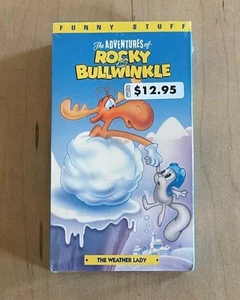 FUNNY STUFF
The ADVENTURES of
ROCKY
and
BULLWINKLE
$12.95
THE WEATHER LADY